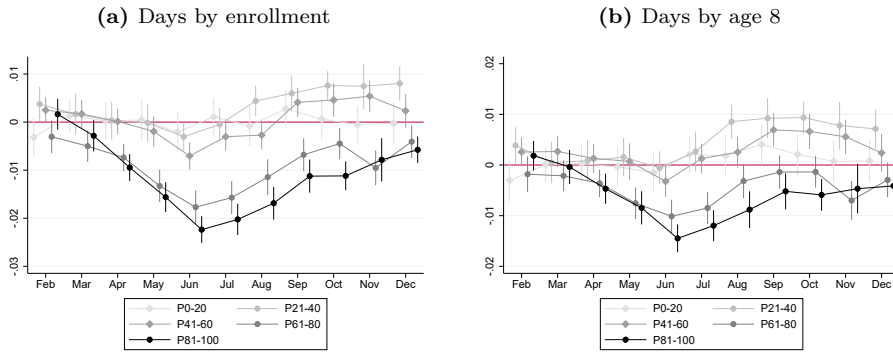 (a) Days by enrollment
.01
0
-.01
-.02
-.03
Feb Mar Apr May Jun Jul Aug Sep Oct Nov Dec
P0-20 P21-40
P41-60 P61-80
P81-100
(b) Days by age 8
.02
.01
0
-.01
-.02
Feb Mar Apr May Jun Jul Aug Sep Oct Nov Dec
P0-20 P21-40
P41-60 P61-80
P81-100